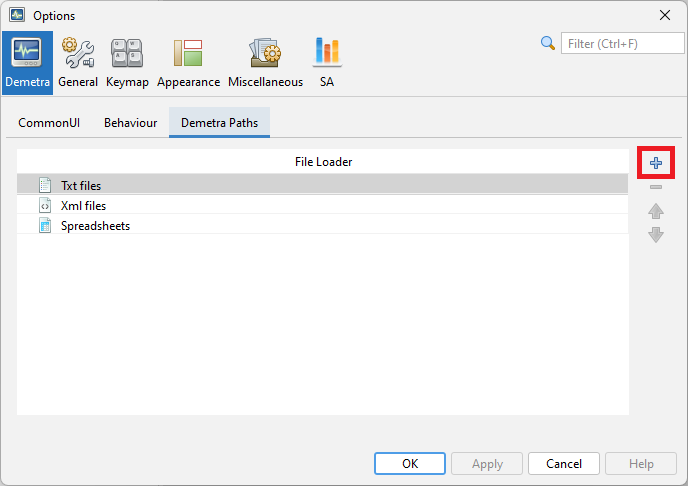 Options
Filter (Ctrl+F)
Demetra General Keymap Appearance Miscellaneous SA
CommonUI Behaviour Demetra Paths
File Loader
Txt files
Xml files
Spreadsheets
OK Apply Cancel Help